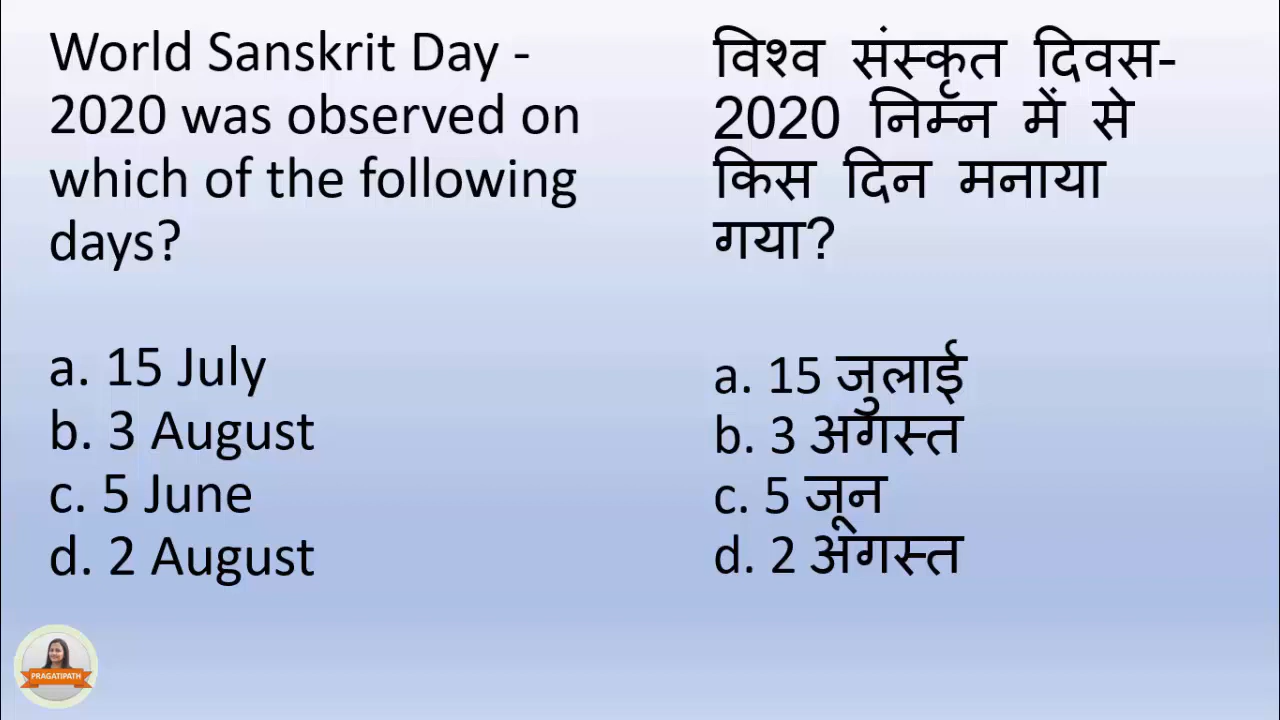 World Sanskrit Day -
2020 was observed on
which of the following
days?
a. 15 July
b. 3 August
c. 5 June
d. 2 August
विश्व संस्कृत दिवस-
2020 निम्न में से
किस दिन मनाया
गया?
a. 15 जुलाई
b. 3 अगस्त
c. 5 जून
d. 2 अगस्त
PRAGATIPATH